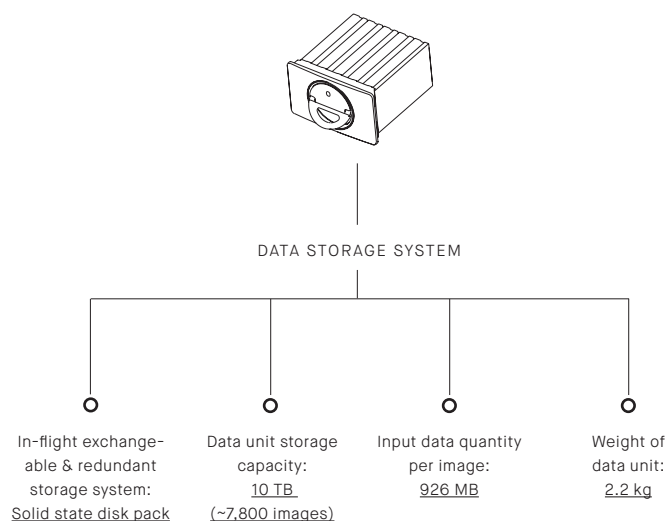 DATA STORAGE SYSTEM
In-flight exchange-
able & redundant
storage system:
Solid state disk pack
Data unit storage
capacity:
10 TB
(~7,800 images)
Input data quantity
per image:
926 MB
Weight of
data unit:
2.2 kg